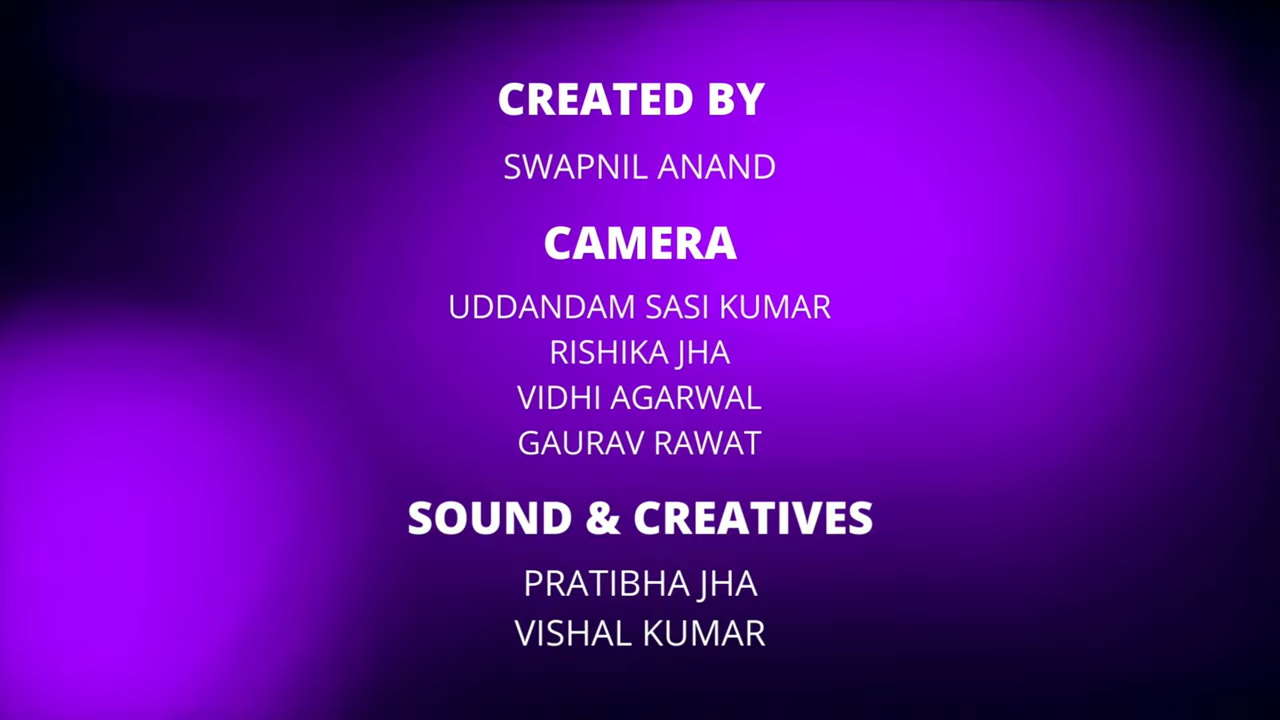 CREATED BY
SWAPNIL ANAND
CAMERA
UDDANDAM SASI KUMAR
RISHIKA JHA
VIDHI AGARWAL
GAURAV RAWAT
SOUND & CREATIVES
PRATIBHA JHA
VISHAL KUMAR